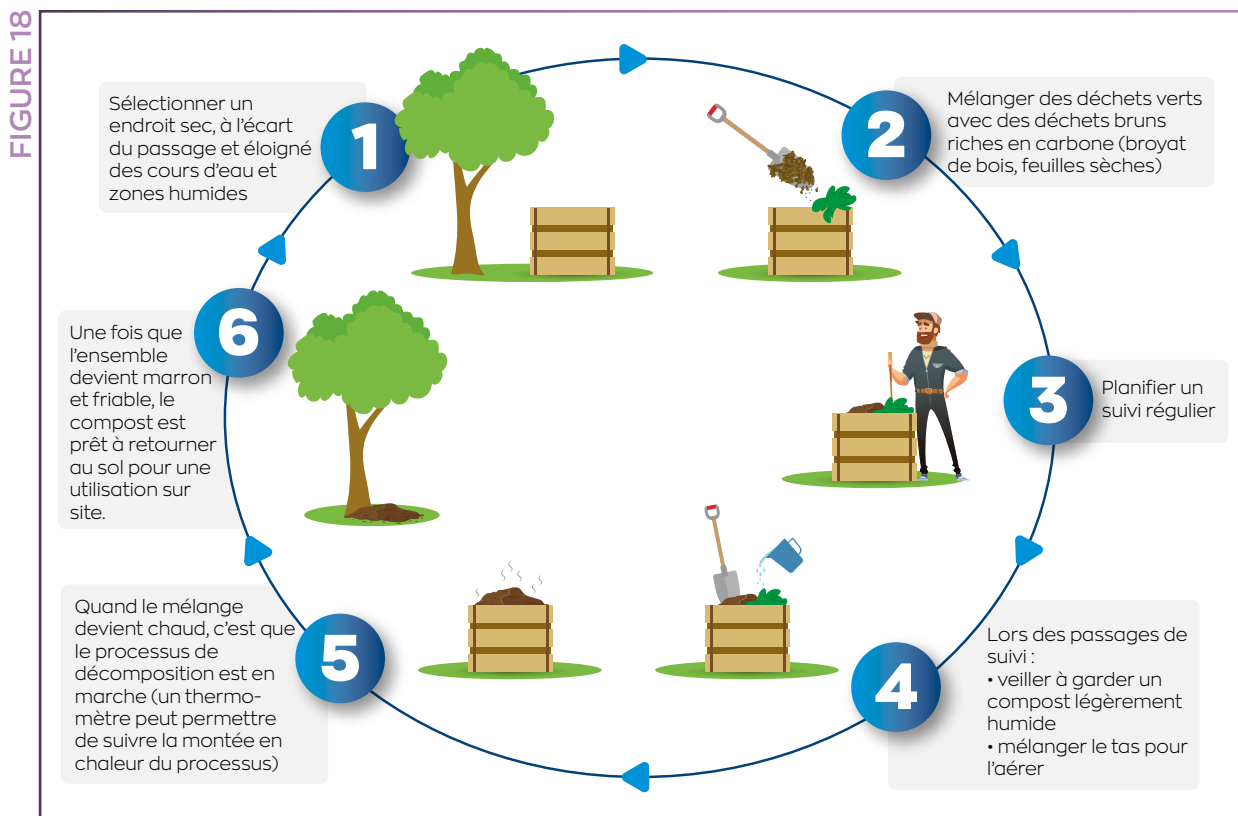 FIGURE 18
1
Sélectionner un
endroit sec, à l'écart
du passage et éloigné
des cours d'eau et
zones humides
2
Mélanger des déchets verts
avec des déchets bruns
riches en carbone (broyat
de bois, feuilles sèches)
3
Planifier un
suivi régulier
4
Lors des passages de
suivi :
• veiller à garder un
compost légèrement
humide
• mélanger le tas pour
l'aérer
5
Quand le mélange
devient chaud, c'est que
le processus de
décomposition est en
marche (un thermo-
mètre peut permettre
de suivre la montée en
chaleur du processus)
6
Une fois que
l'ensemble
devient marron
et friable, le
compost est
prêt à retourner
au sol pour une
utilisation sur
site.